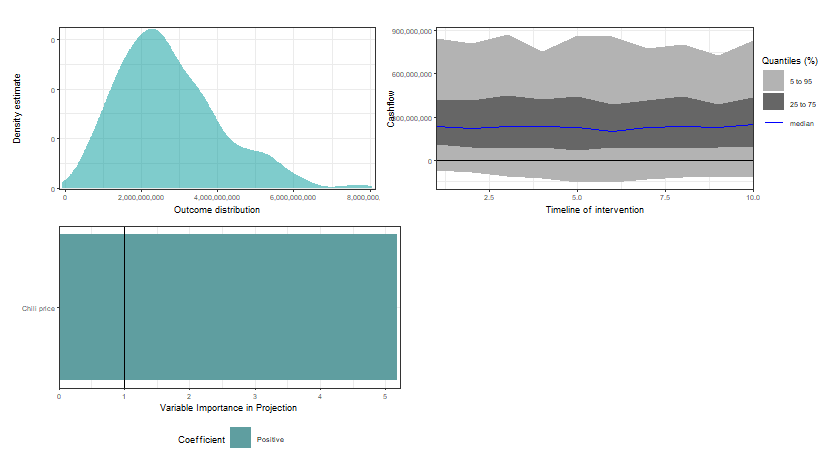 Density estimate
0
0
0
0
0
2,000,000,000
4,000,000,000
6,000,000,000
8,000,000,
Outcome distribution
Cashflow
900,000,000
600,000,000
00,000,000
0
2.5
5.0
7.5
10.0
Timeline of intervention
Quantiles (%)
5 to 95
25 to 75
median
Chili price
0
1
2
3
4
5
Variable Importance in Projection
Coefficient
Positive